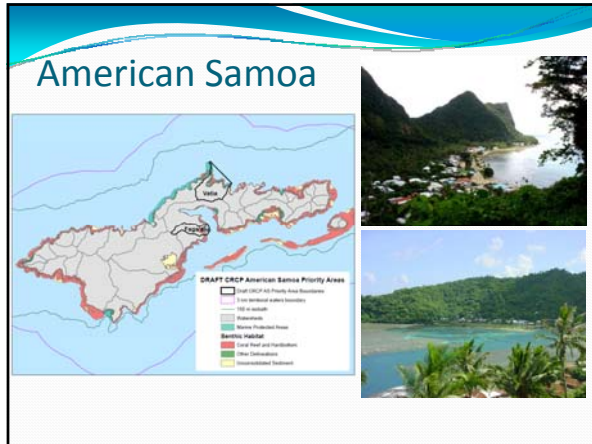 American Samoa
Vatia
DRAFT CRCP American Samoa Priority Areas
Draft CRCP AS Priority Area Boundaries
3 nm territorial waters boundary
150 m isobath
Watersheds
Marine Protected Areas
Benthic Habitat
Coral Reef and Hardbottom
Other Delineations
Unconsolidated Sediment